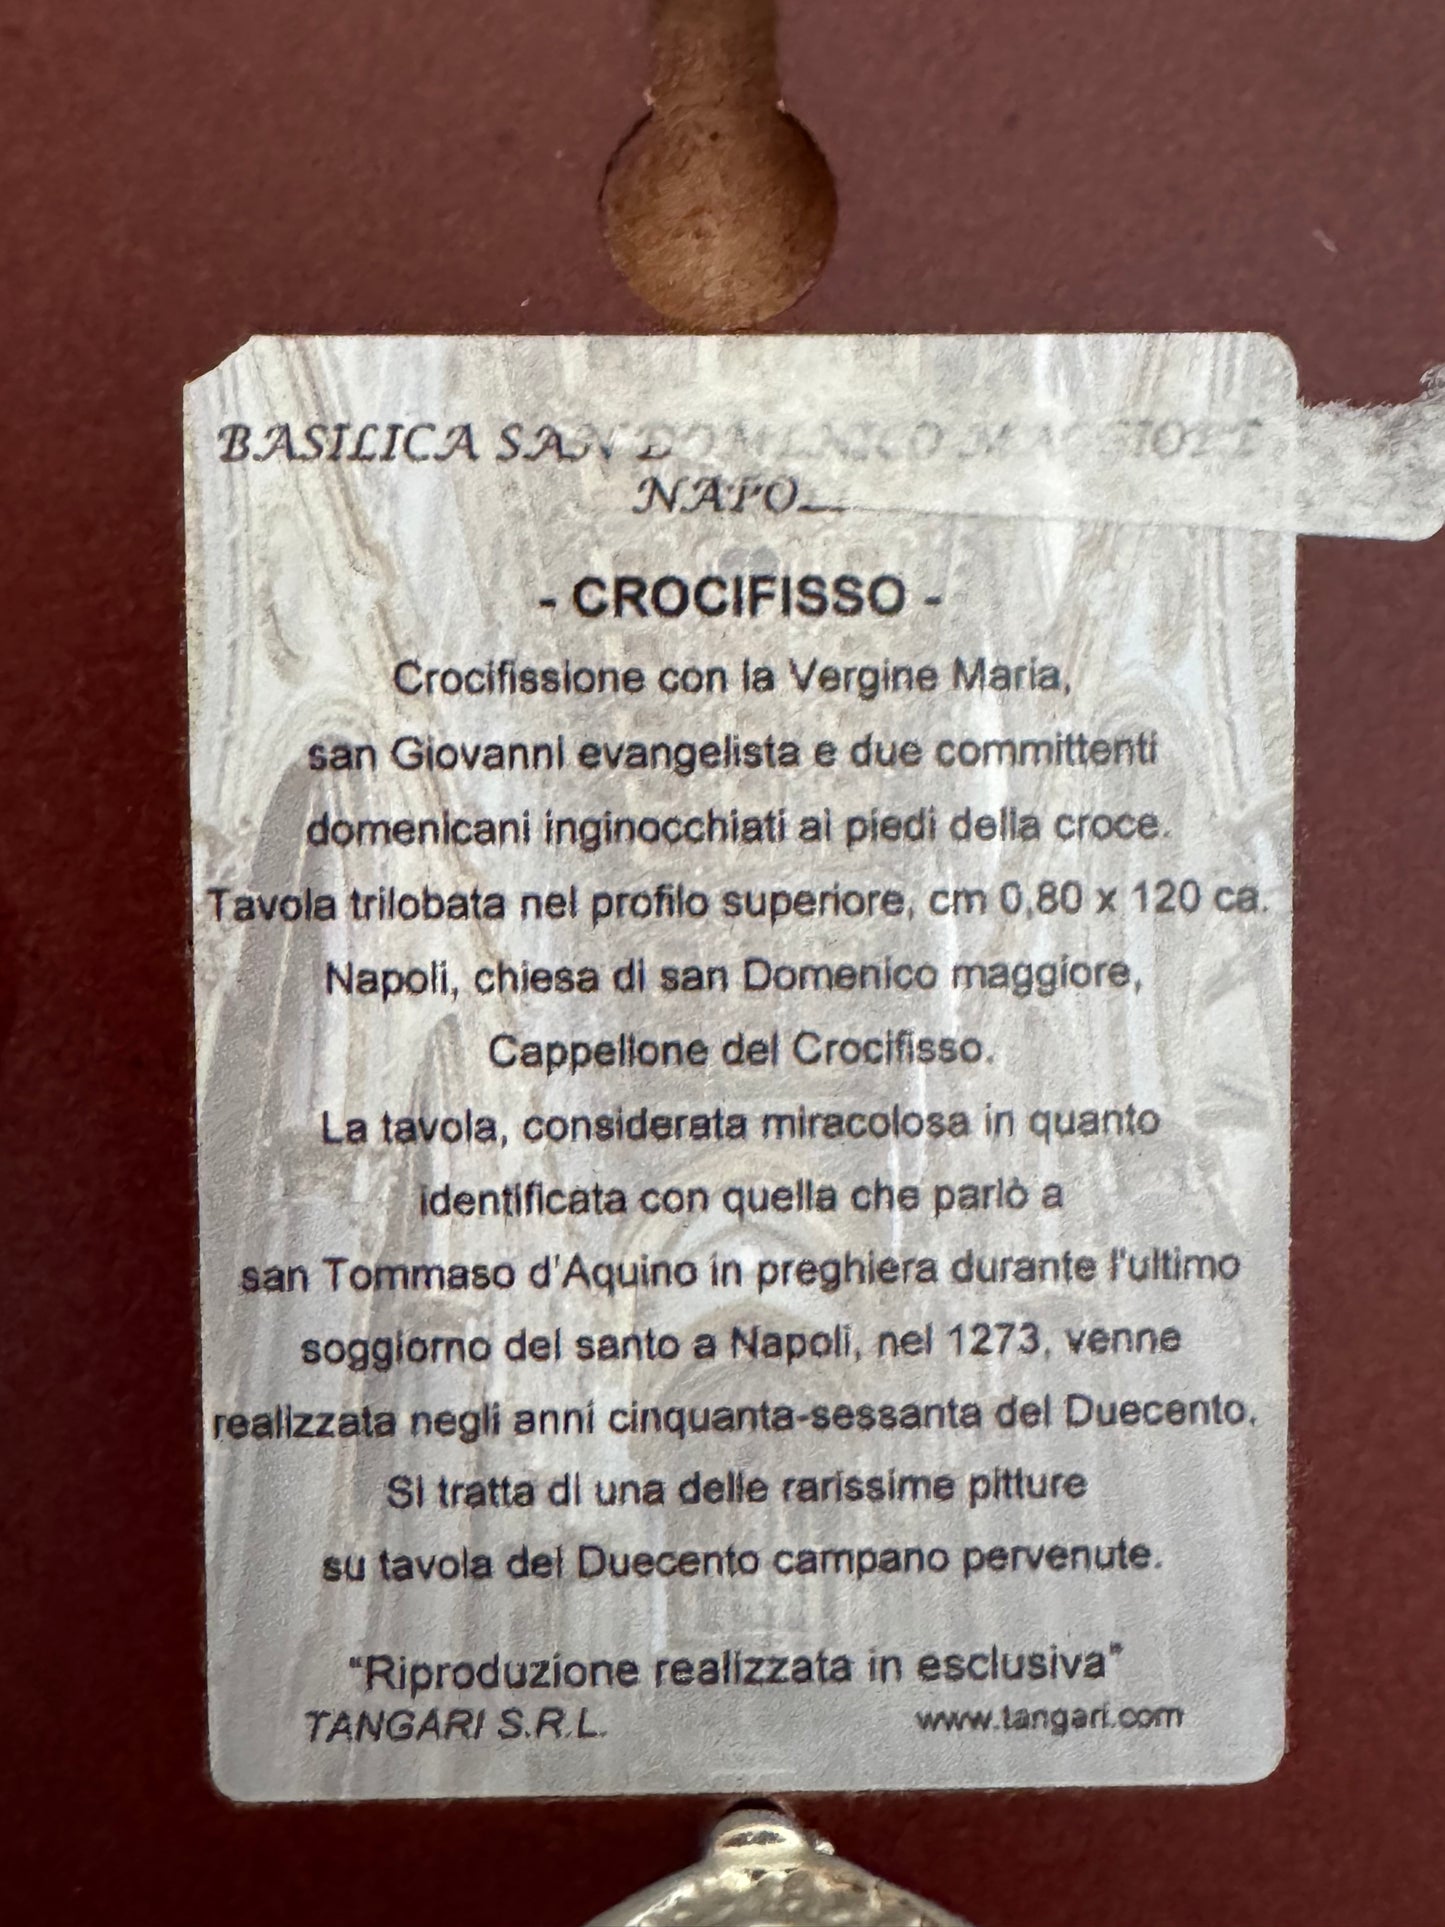 BASILICA SAN DOMENICO MAGGIORE
NAPO
- CROCIFISSO -
Crocifissione con la Vergine Maria,
san Giovanni evangelista e due committenti
domenicani inginocchiati ai piedi della croce.
Tavola trilobata nel profilo superiore, cm 0,80 x 120 ca.
Napoli, chiesa di san Domenico maggiore,
Cappellone del Crocifisso.
La tavola, considerata miracolosa in quanto
identificata con quella che parlò a
san Tommaso d'Aquino in preghiera durante l'ultimo
soggiorno del santo a Napoli, nel 1273, venne
realizzata negli anni cinquanta-sessanta del Duecento.
Si tratta di una delle rarissime pitture
su tavola del Duecento campano pervenute.
“Riproduzione realizzata in esclusiva”
TANGARI S.R.L. www.tangari.com